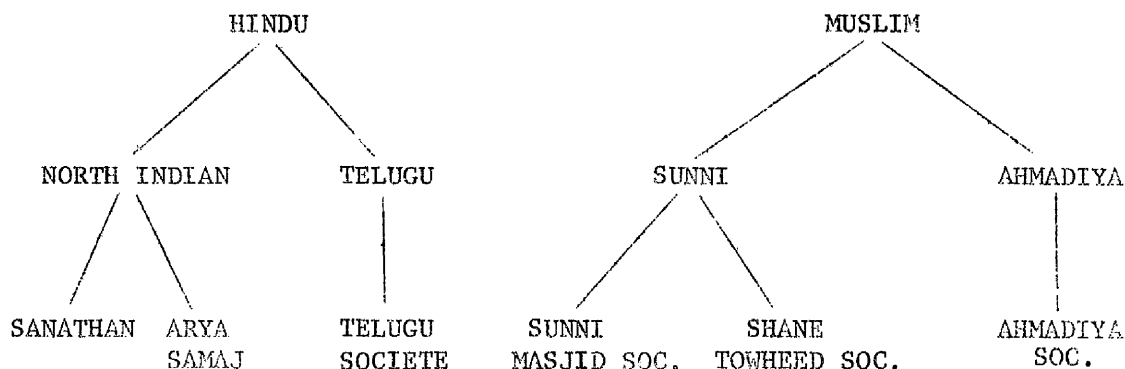 HINDU MUSLIM
NORTH INDIAN TELUGU SUNNI AHMADIYA
SANATHAN ARYA TELUGU SUNNI SHANE AHMADIYA
SAMAJ SOCIETE MASJID SOC. TOWHEED SOC. SOC.